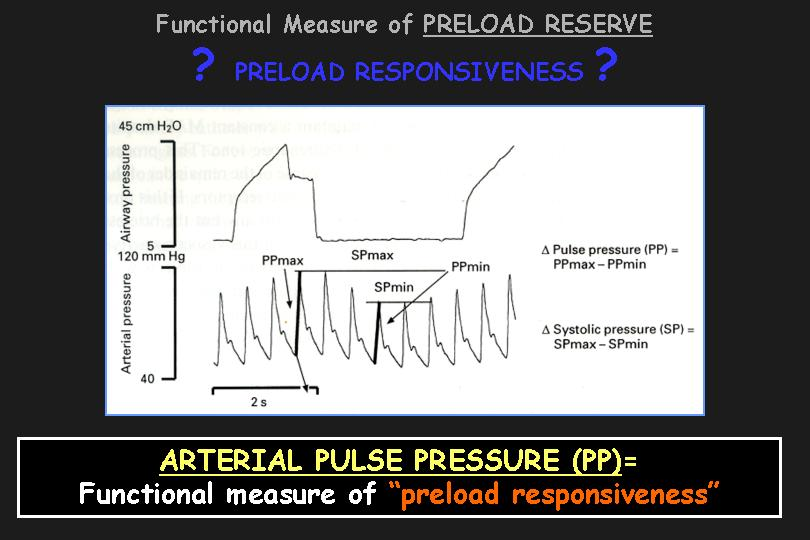 Functional Measure of PRELOAD RESERVE
? PRELOAD RESPONSIVENESS ?
45 cm H₂O
Airway pressure
5
120 mm Hg
PPmax
SPmax
PPmin
SPmin
Arterial pressure
40
2 s
Δ Pulse pressure (PP) =
PPmax – PPmin
Δ Systolic pressure (SP) =
SPmax – SPmin
ARTERIAL PULSE PRESSURE (PP)=
Functional measure of “preload responsiveness”